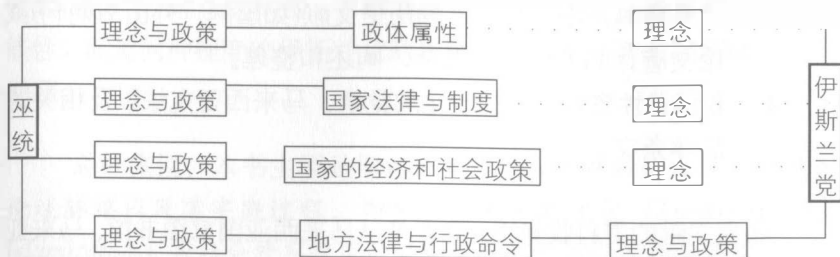 理念与政策 政体属性 理念
理念与政策 国家法律与制度 理念
巫统 伊斯兰党
理念与政策 国家的经济和社会政策 理念
理念与政策 地方法律与行政命令 理念与政策